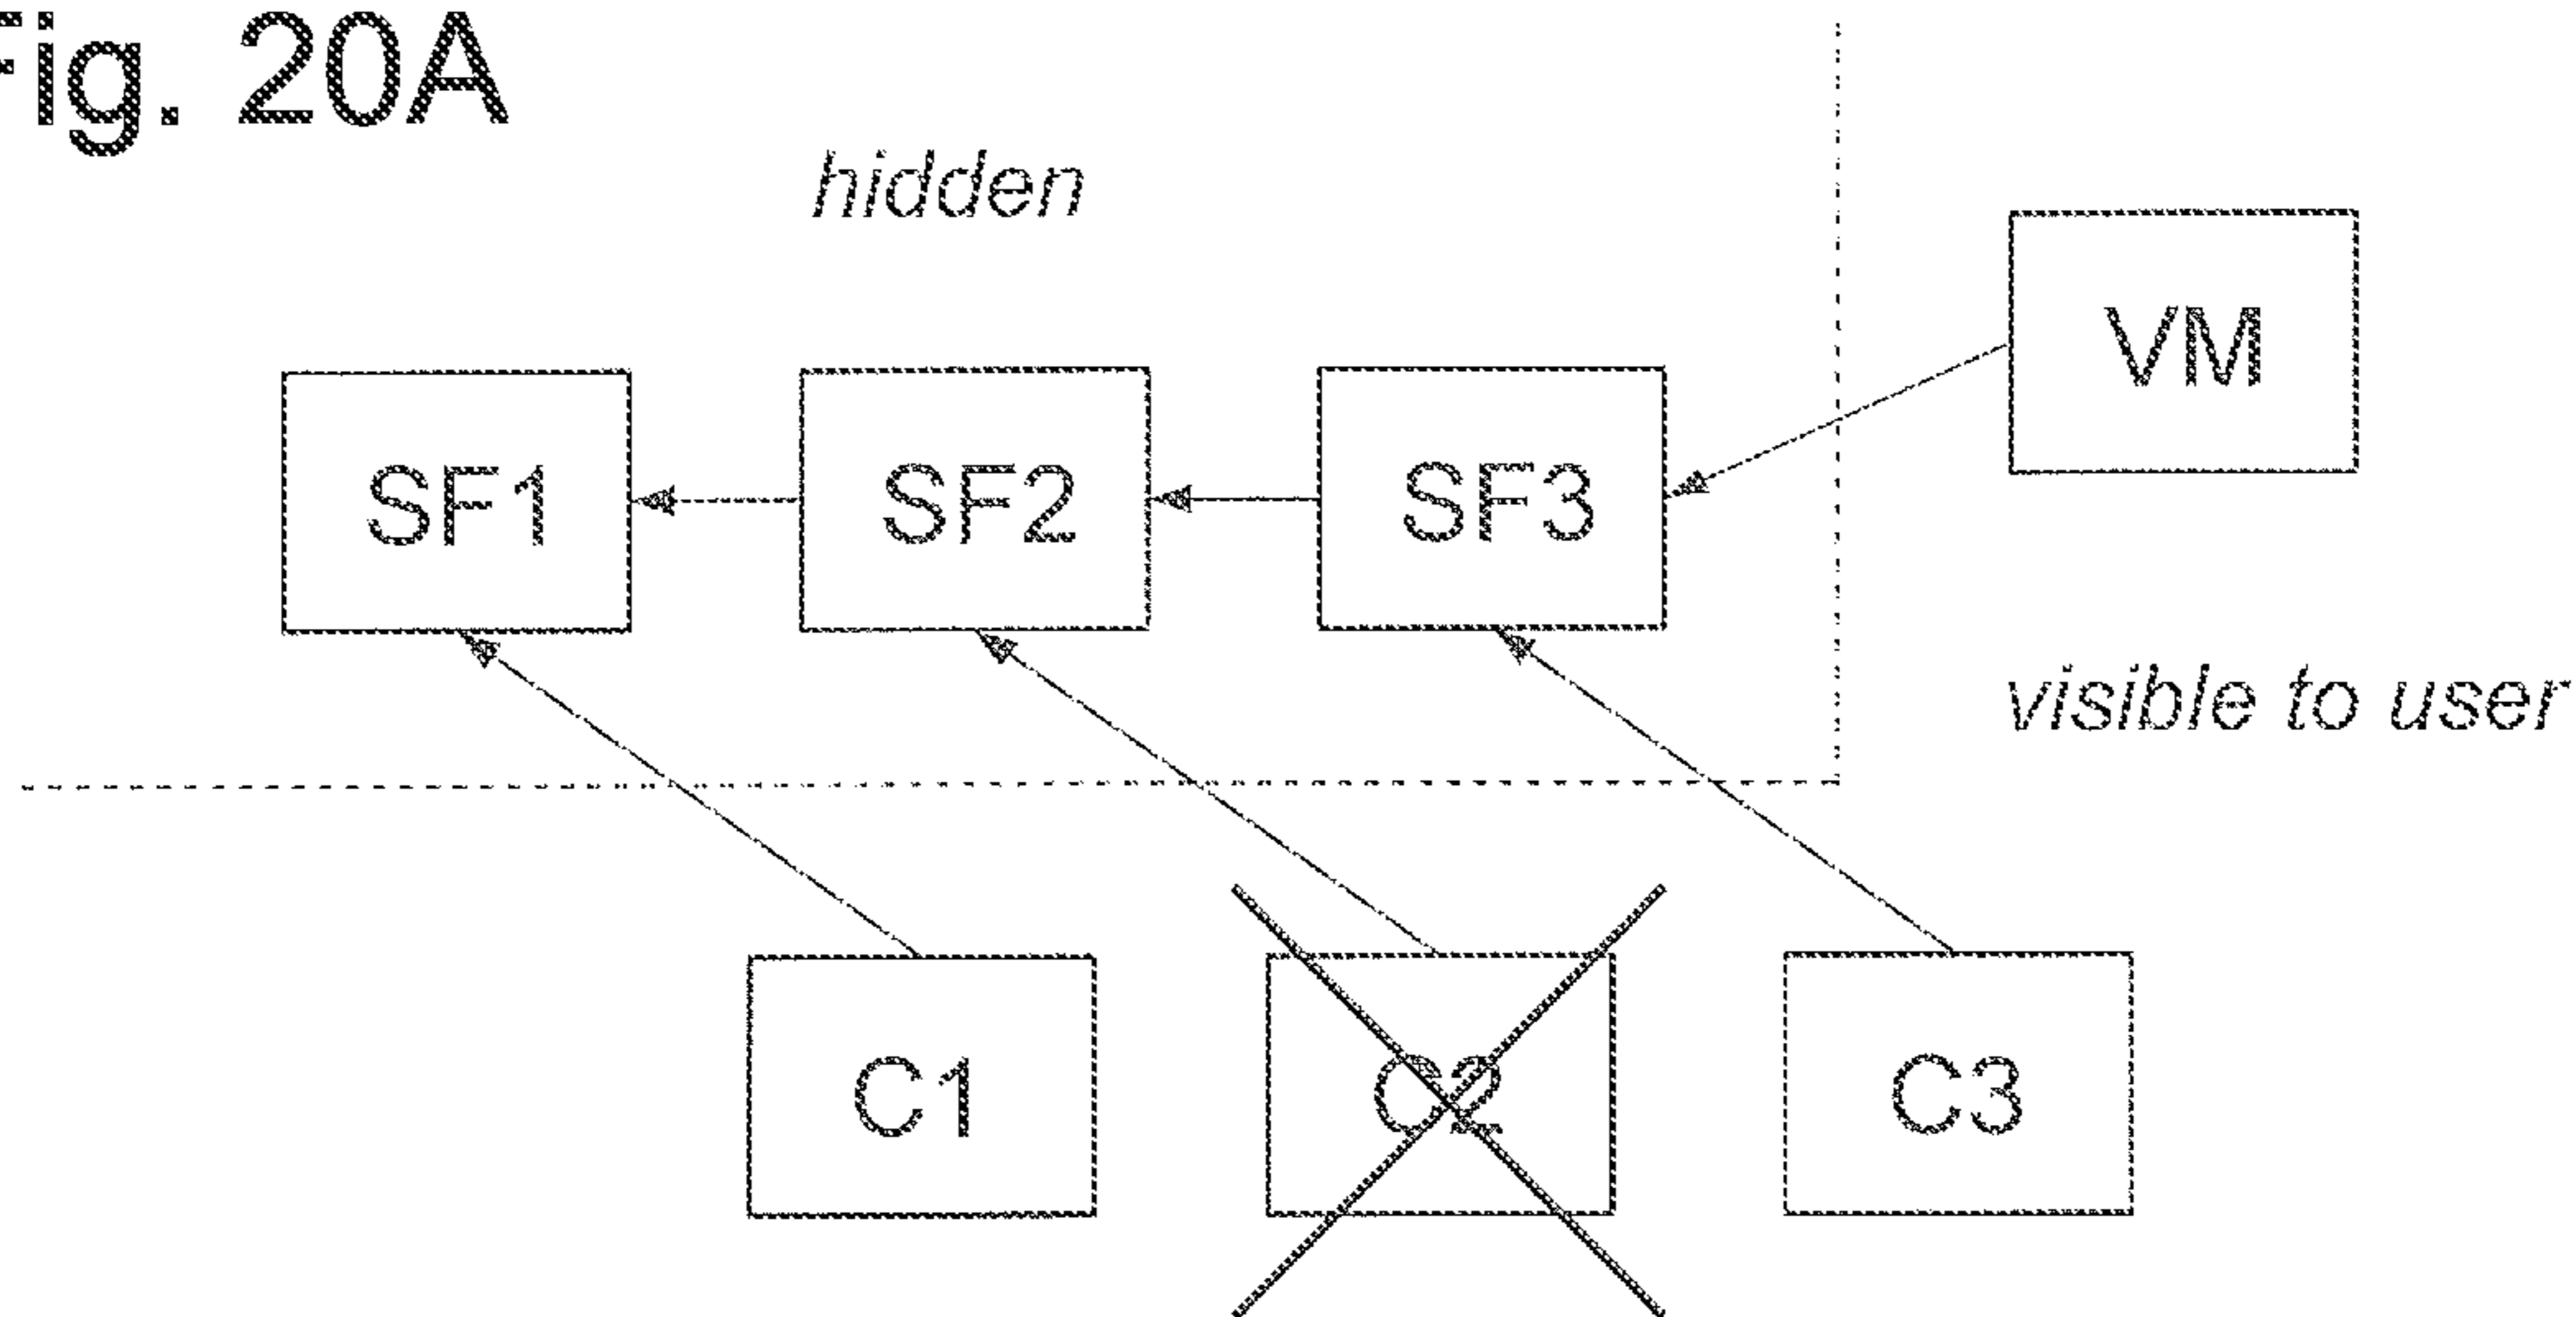 Fig. 20A
hidden
VM
SF1 SF2 SF3
visible to user
C1 C2 C3